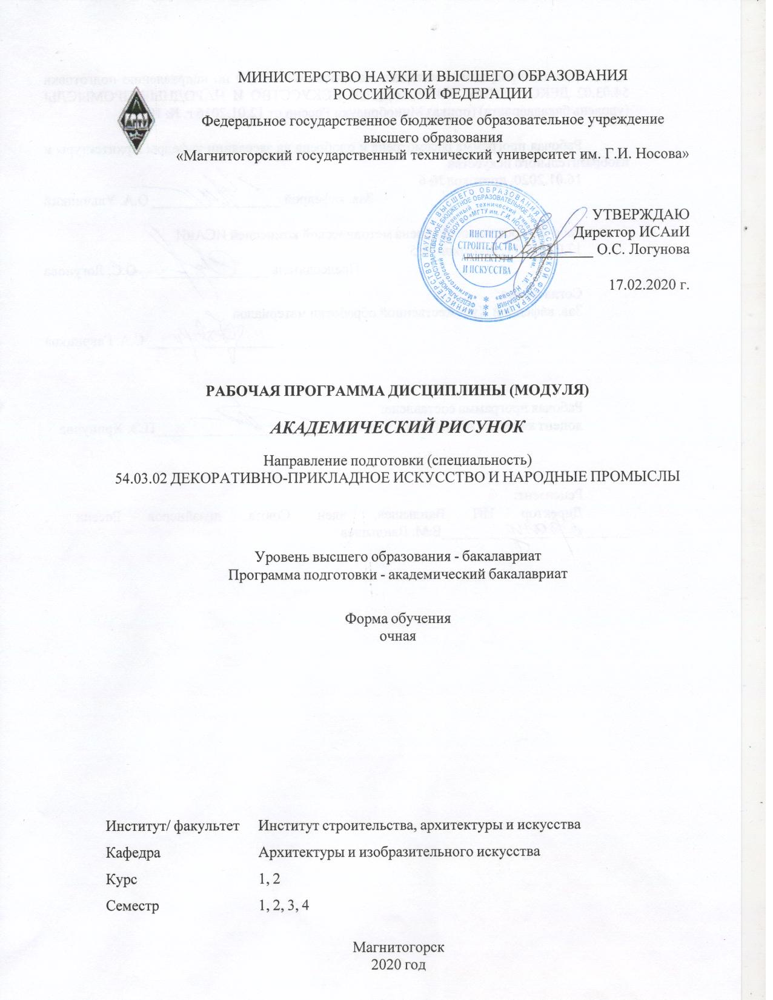 МИНИСТЕРСТВО НАУКИ И ВЫСШЕГО ОБРАЗОВАНИЯ
РОССИЙСКОЙ ФЕДЕРАЦИИ
Федеральное государственное бюджетное образовательное учреждение
высшего образования
«Магнитогорский государственный технический университет им. Г.И. Носова»
УТВЕРЖДАЮ
Директор ИСАиИ
О.С. Логунова
17.02.2020 г.
ИНСТИТУТ
СТРОИТЕЛЬСТВА,
АРХИТЕКТУРЫ
И ИСКУССТВА
РАБОЧАЯ ПРОГРАММА ДИСЦИПЛИНЫ (МОДУЛЯ)
АКАДЕМИЧЕСКИЙ РИСУНОК
Направление подготовки (специальность)
54.03.02 ДЕКОРАТИВНО-ПРИКЛАДНОЕ ИСКУССТВО И НАРОДНЫЕ ПРОМЫСЛЫ
Уровень высшего образования - бакалавриат
Программа подготовки - академический бакалавриат
Форма обучения
очная
Институт/ факультет Институт строительства, архитектуры и искусства
Кафедра Архитектуры и изобразительного искусства
Курс 1, 2
Семестр 1, 2, 3, 4
Магнитогорск
2020 год